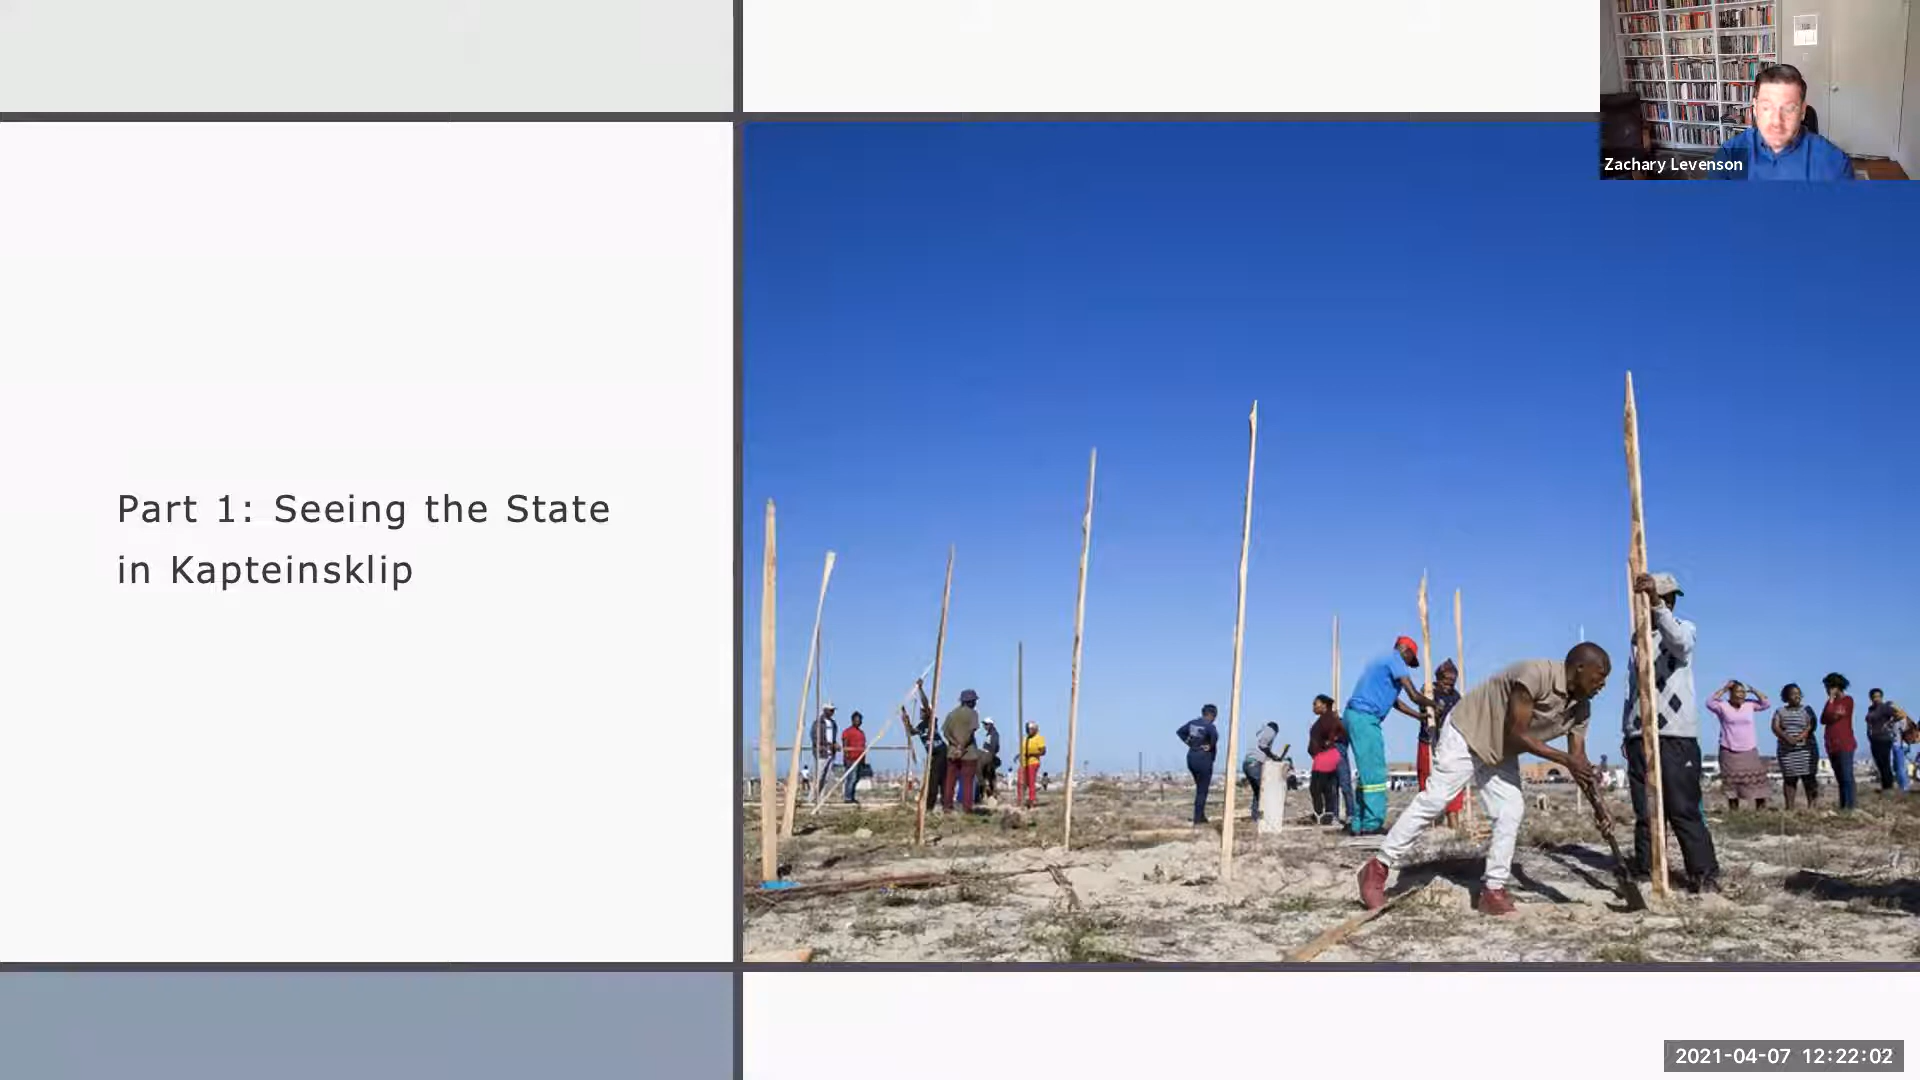 Zachary Levenson
Part 1: Seeing the State
in Kapteinsklip
2021-04-07 12:22:02